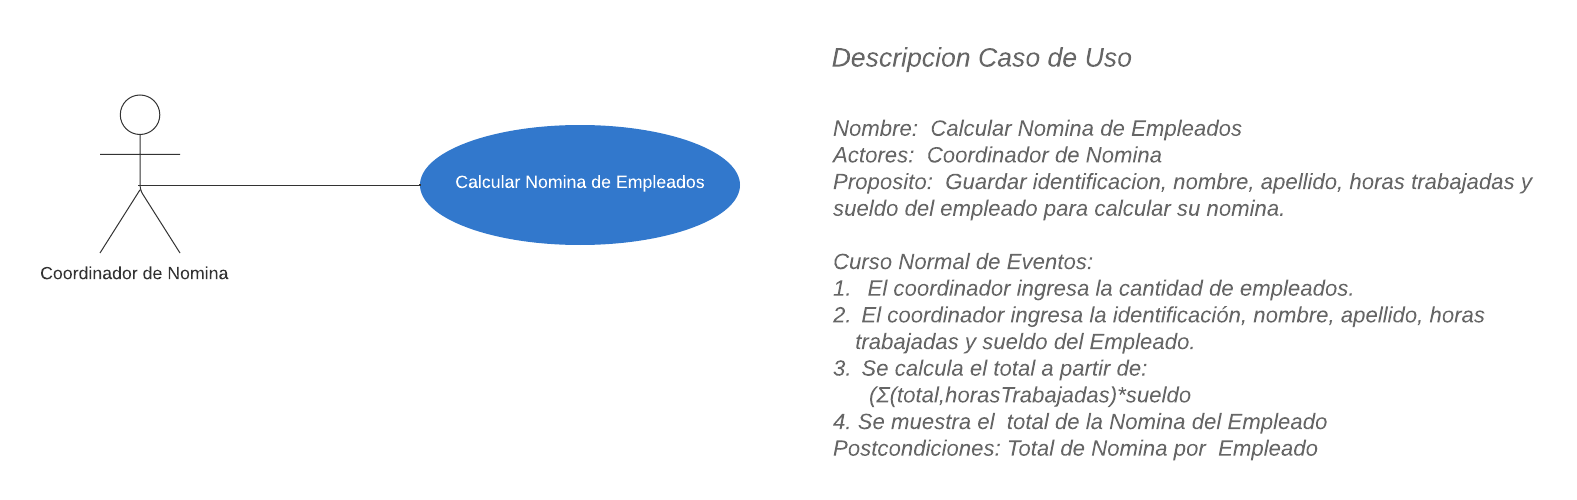 Calcular Nomina de Empleados
Coordinador de Nomina
Descripcion Caso de Uso
Nombre:  Calcular Nomina de Empleados
Actores:  Coordinador de Nomina
Proposito:  Guardar identificacion, nombre, apellido, horas trabajadas y
sueldo del empleado para calcular su nomina.
Curso Normal de Eventos:
1.   El coordinador ingresa la cantidad de empleados.
2.  El coordinador ingresa la identificación, nombre, apellido, horas
trabajadas y sueldo del Empleado.
3.  Se calcula el total a partir de:
(Σ(total,horasTrabajadas)*sueldo
4. Se muestra el  total de la Nomina del Empleado
Postcondiciones: Total de Nomina por  Empleado